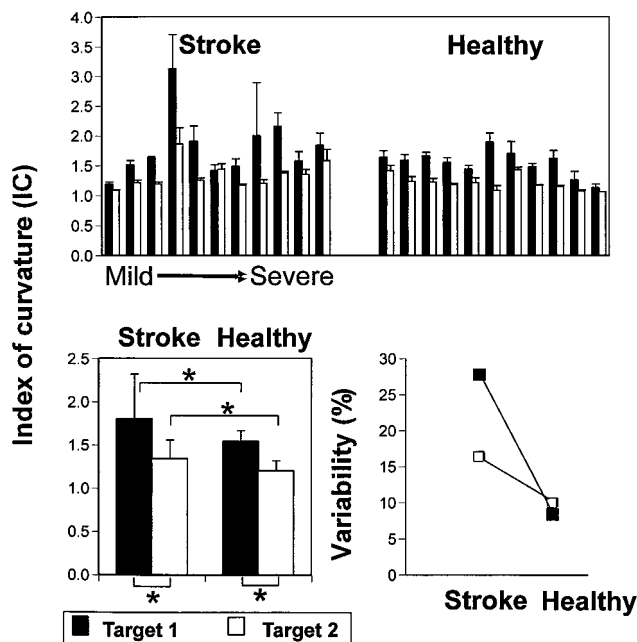 Index of curvature (IC)
4.0
3.5
3.0
2.5
2.0
1.5
1.0
0.5
0.0
Stroke
Healthy
Mild
Severe
Stroke Healthy
2.5
2.0
1.5
1.0
0.5
0.0
*
*
*
*
Variability (%)
30
25
20
15
10
5
0
Stroke Healthy
Target 1 Target 2